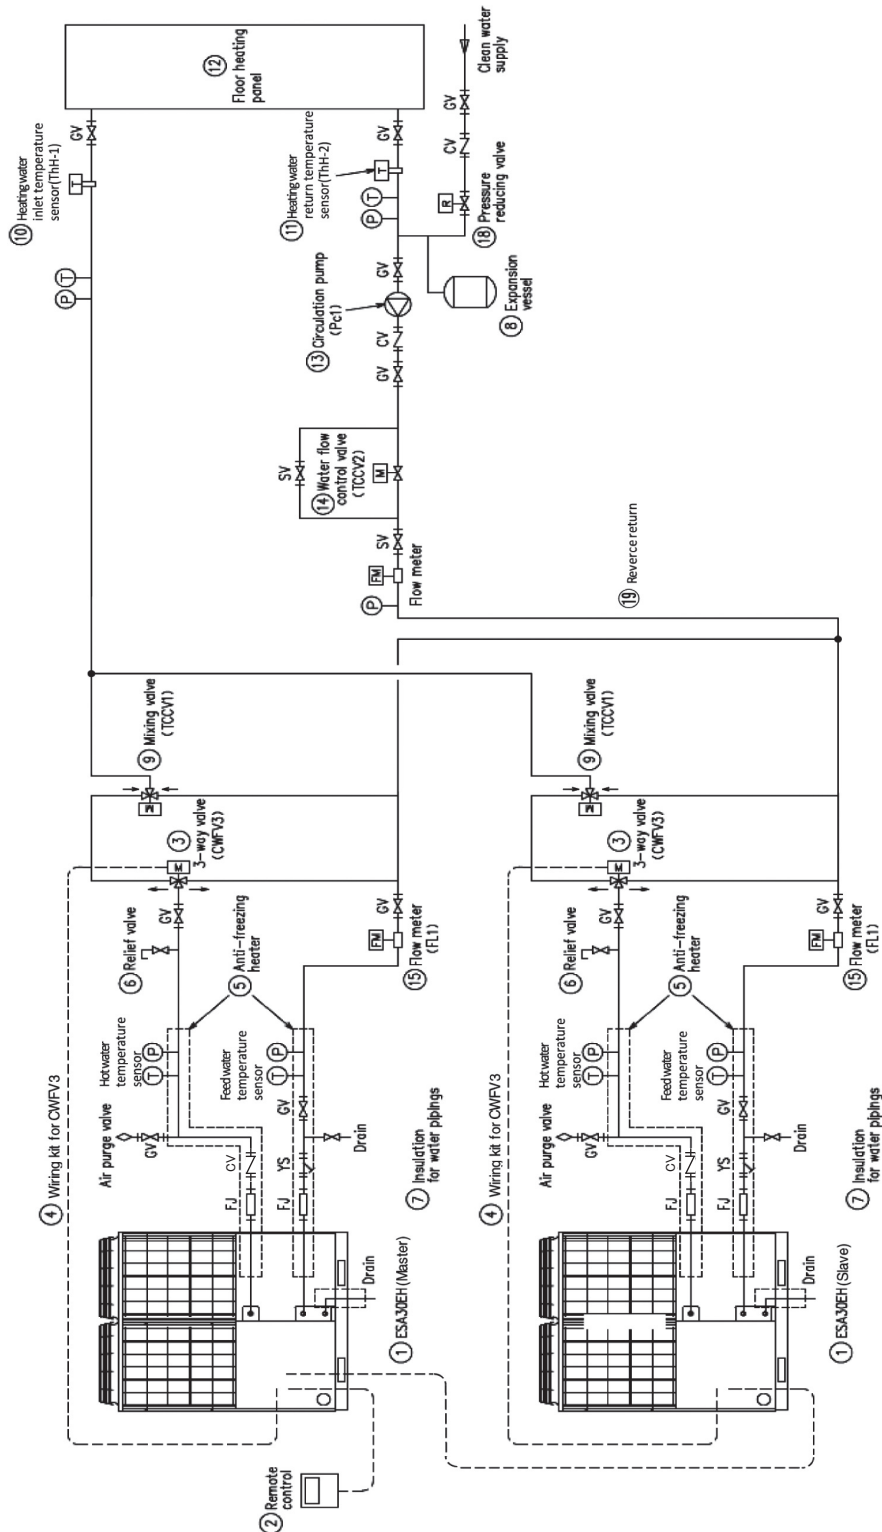 ② Remote
control
④ Wiring kit for CWFV3
① ESA30EH (Master)
Drain
FJ
CV
FJ
YS
GV
Air purge valve
GV
Drain
Hot water
temperature
sensor
T
P
Feedwater
temperature
sensor
T
P
⑦ Insulation
for water pipings
⑤ Anti-freezing
heater
⑥ Relief valve
GV
M
③
3-way valve
(CWFV3)
FM
GV
⑮ Flow meter
(FL1)
M
⑨ Mixing valve
(TCCV1)
P
T
⑩ Heating water
inlet temperature
sensor(ThH-1)
T
GV
⑫
Floor heating
panel
P
FM
Flow meter
SV
SV
M
⑭ Water flow
control valve
(TCCV2)
GV
CV
⑬ Circulation pump
(Pc1)
GV
P
T
⑪ Heating water
return temperature
sensor(ThH-2)
T
GV
⑧ Expansion
vessel
R
⑱ Pressure
reducing valve
CV
GV
Clean water
supply
⑲ Reverce return
④ Wiring kit for CWFV3
① ESA30EH (Slave)
Drain
FJ
CV
FJ
YS
GV
Air purge valve
GV
Drain
Hot water
temperature
sensor
T
P
Feedwater
temperature
sensor
T
P
⑦ Insulation
for water pipings
⑤ Anti-freezing
heater
⑥ Relief valve
GV
M
③
3-way valve
(CWFV3)
FM
GV
⑮ Flow meter
(FL1)
M
⑨ Mixing valve
(TCCV1)